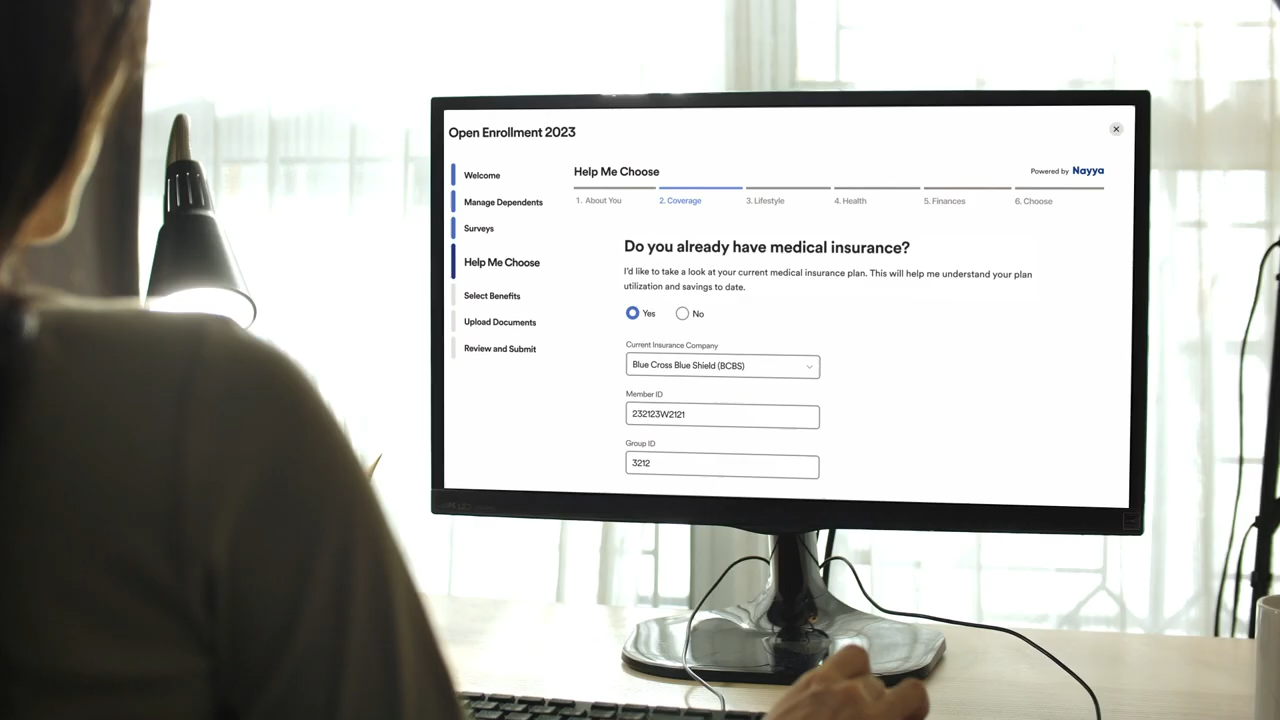 Open Enrollment 2023
Welcome
Manage Dependents
Surveys
Help Me Choose
Select Benefits
Upload Documents
Review and Submit
Help Me Choose
Powered by Nayya
1. About You
2. Coverage
3. Lifestyle
4. Health
5. Finances
6. Choose
Do you already have medical insurance?
I'd like to take a look at your current medical insurance plan. This will help me understand your plan
utilization and savings to date.
Yes
No
Current Insurance Company
Blue Cross Blue Shield (BCBS)
Member ID
232123W2121
Group ID
3212